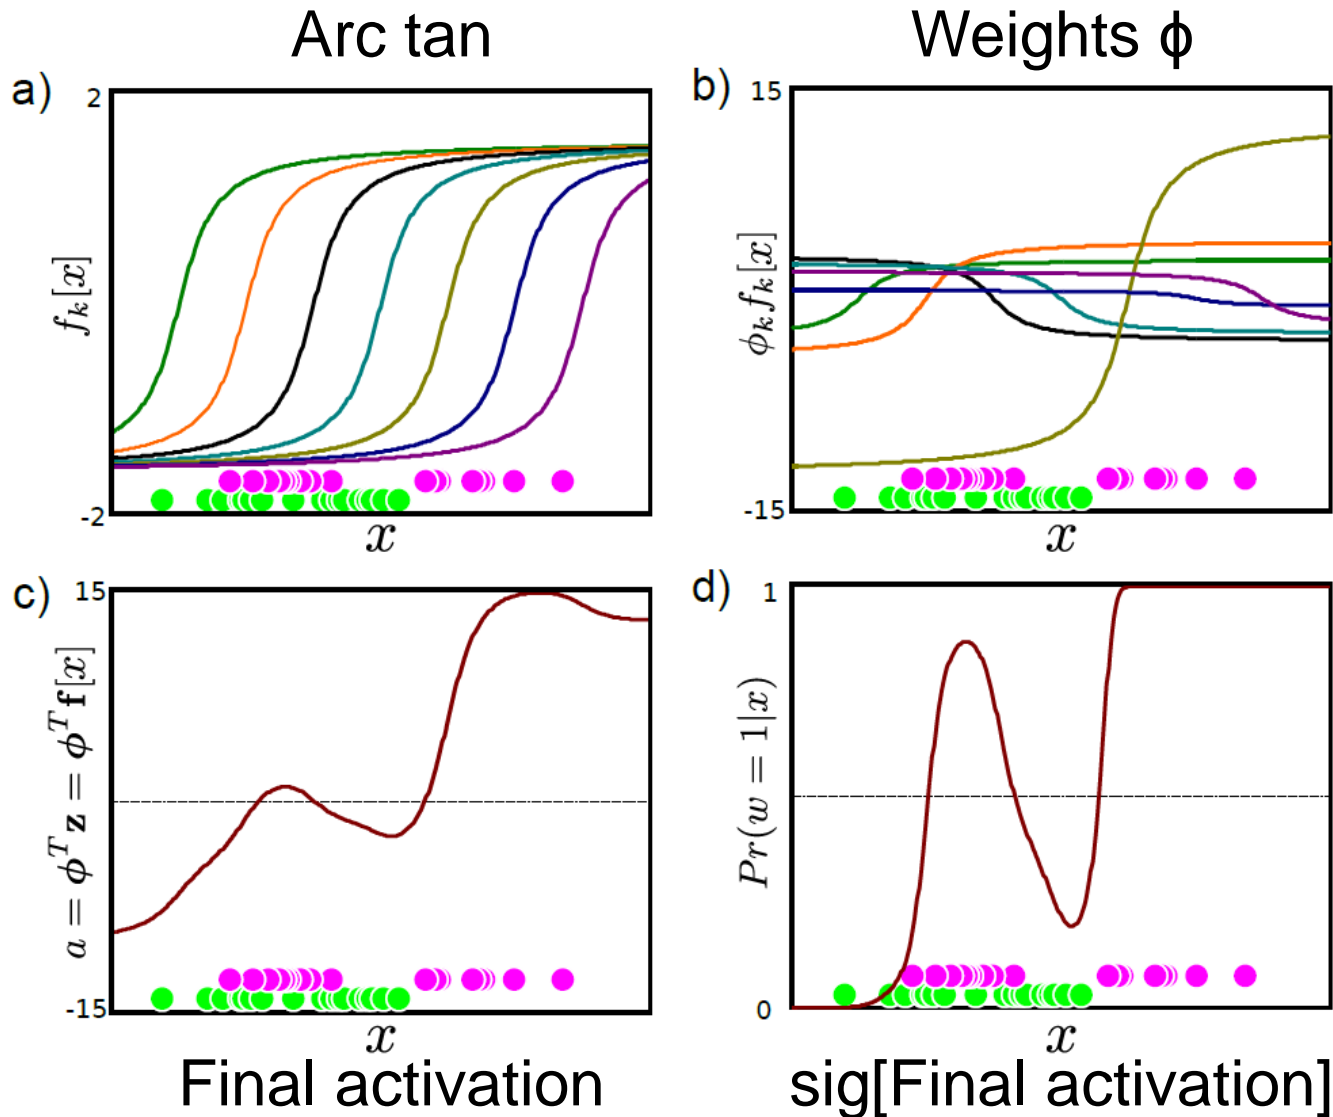 Arc tan
Weights ϕ
a)
2
f_k[x]
-2
x
b)
15
ϕ_k f_k[x]
-15
x
c)
15
a = ϕ^T z = ϕ^T f[x]
-15
x
d)
1
Pr(w = 1|x)
0
x
Final activation
sig[Final activation]